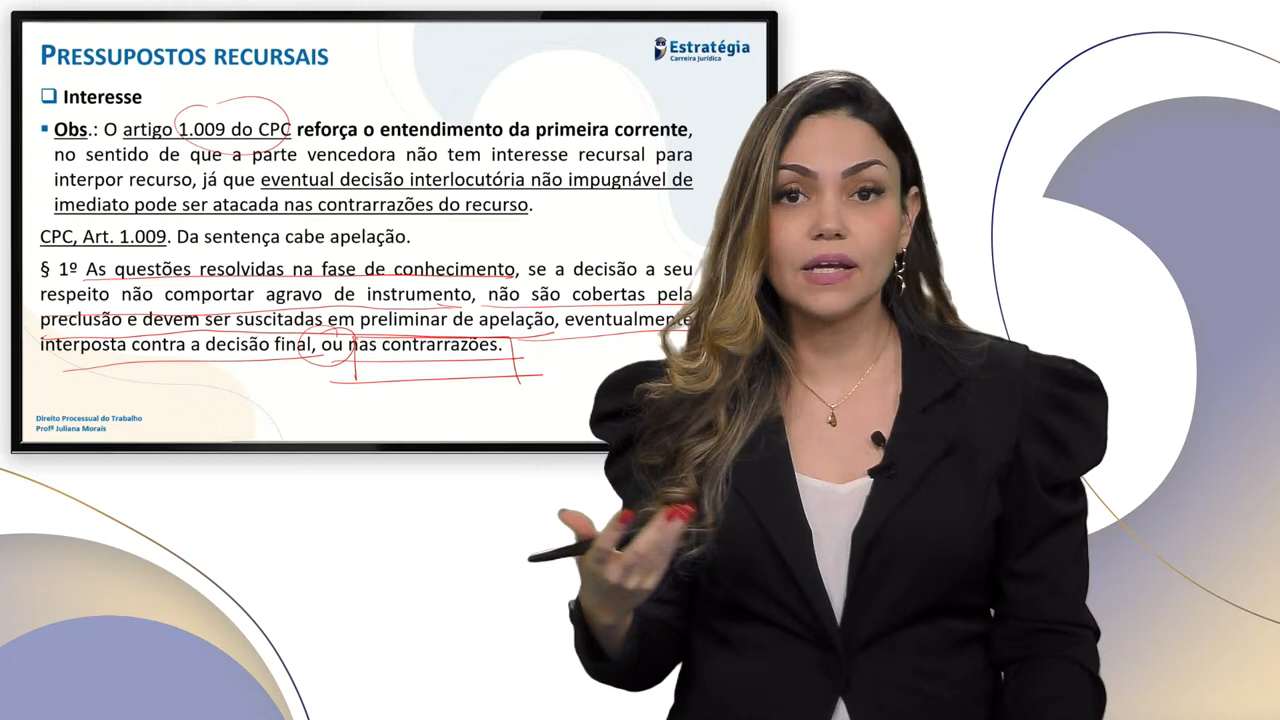 PRESSUPOSTOS RECURSAIS
Estratégia
Carreira Jurídica
Interesse
Obs.: O artigo 1.009 do CPC reforça o entendimento da primeira corrente,
no sentido de que a parte vencedora não tem interesse recursal para
interpor recurso, já que eventual decisão interlocutória não impugnável de
imediato pode ser atacada nas contrarrazões do recurso.
CPC, Art. 1.009. Da sentença cabe apelação.
§ 1º As questões resolvidas na fase de conhecimento, se a decisão a seu
respeito não comportar agravo de instrumento, não são cobertas pela
preclusão e devem ser suscitadas em preliminar de apelação, eventualmente
interposta contra a decisão final, ou nas contrarrazões.
Direito Processual do Trabalho
Profª Juliana Morais